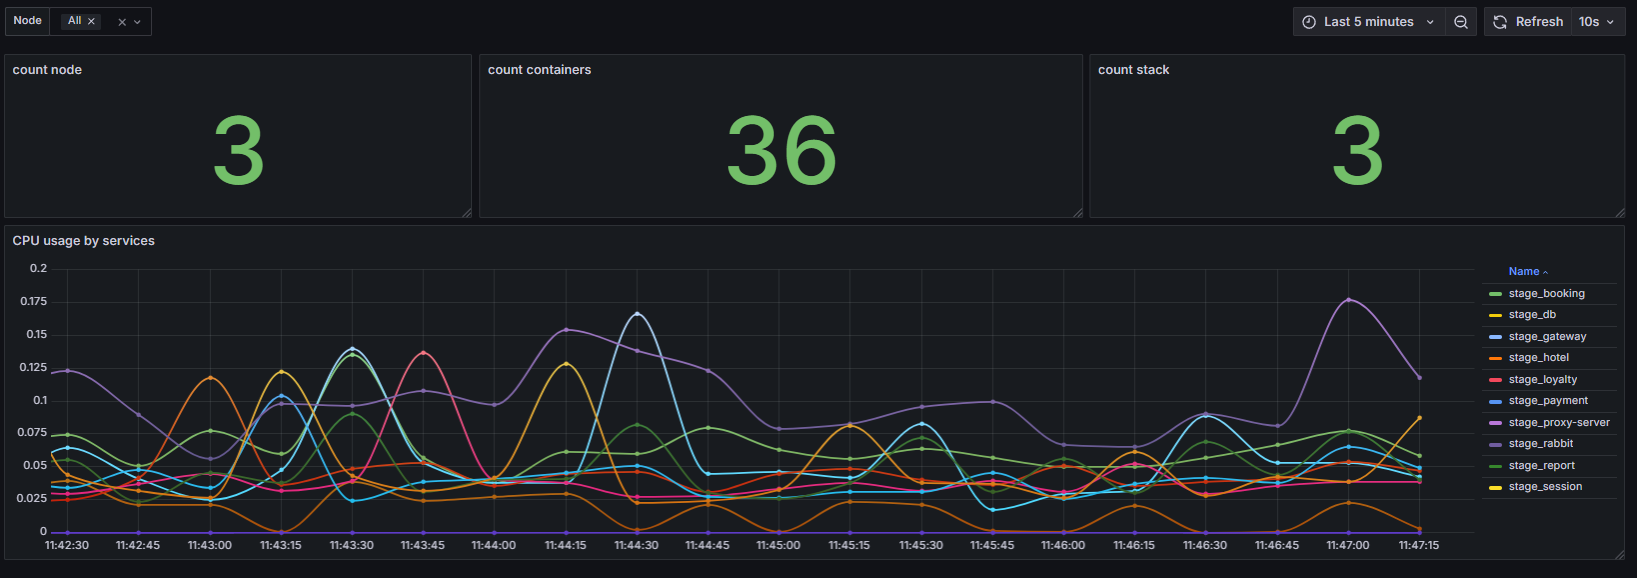 Node All
Last 5 minutes Refresh 10s
count node
3
count containers
36
count stack
3
CPU usage by services
0.2
0.175
0.15
0.125
0.1
0.075
0.05
0.025
0
11:42:30 11:42:45 11:43:00 11:43:15 11:43:30 11:43:45 11:44:00 11:44:15 11:44:30 11:44:45 11:45:00 11:45:15 11:45:30 11:45:45 11:46:00 11:46:15 11:46:30 11:46:45 11:47:00 11:47:15
Name
stage_booking
stage_db
stage_gateway
stage_hotel
stage_loyalty
stage_payment
stage_proxy-server
stage_rabbit
stage_report
stage_session